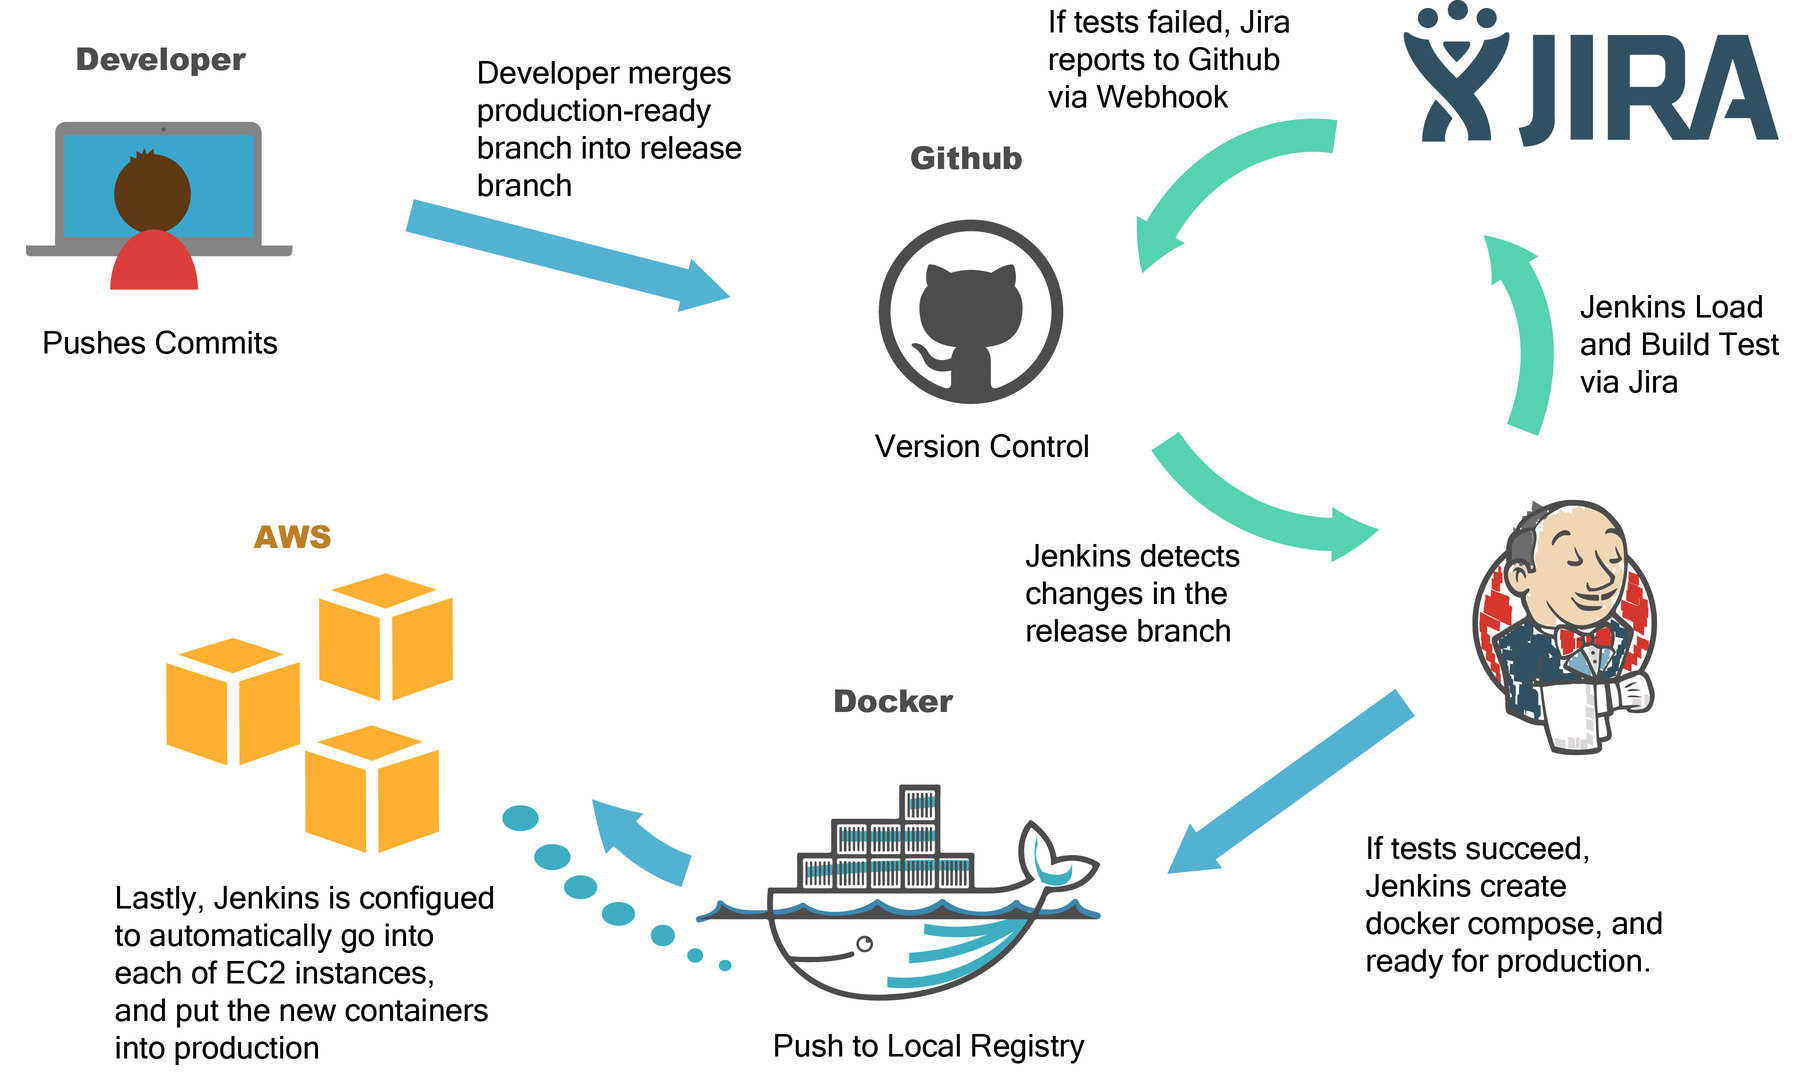 Developer
Pushes Commits
Developer merges
production-ready
branch into release
branch
Github
Version Control
If tests failed, Jira
reports to Github
via Webhook
JIRA
Jenkins Load
and Build Test
via Jira
Jenkins detects
changes in the
release branch
If tests succeed,
Jenkins create
docker compose, and
ready for production.
Docker
Push to Local Registry
AWS
Lastly, Jenkins is configued
to automatically go into
each of EC2 instances,
and put the new containers
into production